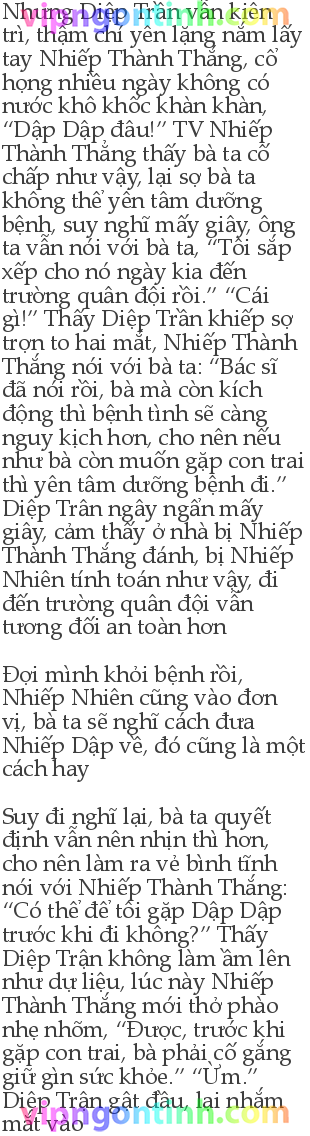 Nhưng Diệp Trần vẫn kiên
trì, thậm chí yên lặng nắm lấy
tay Nhiếp Thành Thắng, cổ
họng nhiều ngày không có
nước khô khốc khàn khàn,
“Dập Dập đâu!” TV Nhiếp
Thành Thắng thấy bà ta cố
chấp như vậy, lại sợ bà ta
không thể yên tâm dưỡng
bệnh, suy nghĩ mấy giây, ông
ta vẫn nói với bà ta, “Tôi sắp
xếp cho nó ngày kia đến
trường quân đội rồi.” “Cái
gì!” Thấy Diệp Trần khiếp sợ
trợn to hai mắt, Nhiếp Thành
Thắng nói với bà ta: “Bác sĩ
đã nói rồi, bà mà còn kích
động thì bệnh tình sẽ càng
nguy kịch hơn, cho nên nếu
như bà còn muốn gặp con trai
thì yên tâm dưỡng bệnh đi.”
Diệp Trân ngây ngẩn mấy
giây, cảm thấy ở nhà bị Nhiếp
Thành Thắng đánh, bị Nhiếp
Nhiên tính toán như vậy, đi
đến trường quân đội vẫn
tương đối an toàn hơn
Đợi mình khỏi bệnh rồi,
Nhiếp Nhiên cũng vào đơn
vị, bà ta sẽ nghĩ cách đưa
Nhiếp Dập về, đó cũng là một
cách hay
Suy đi nghĩ lại, bà ta quyết
định vẫn nên nhịn thì hơn,
cho nên làm ra vẻ bình tĩnh
nói với Nhiếp Thành Thắng:
“Có thể để tôi gặp Dập Dập
trước khi đi không?” Thấy
Diệp Trận không làm ầm lên
như dự liệu, lúc này Nhiếp
Thành Thắng mới thở phào
nhẹ nhõm, “Được, trước khi
gặp con trai, bà phải cố gắng
giữ gìn sức khỏe.” “Ừm.”
Diệp Trân gật đầu, lại nhắm
mắt vào
vipngontinh.com